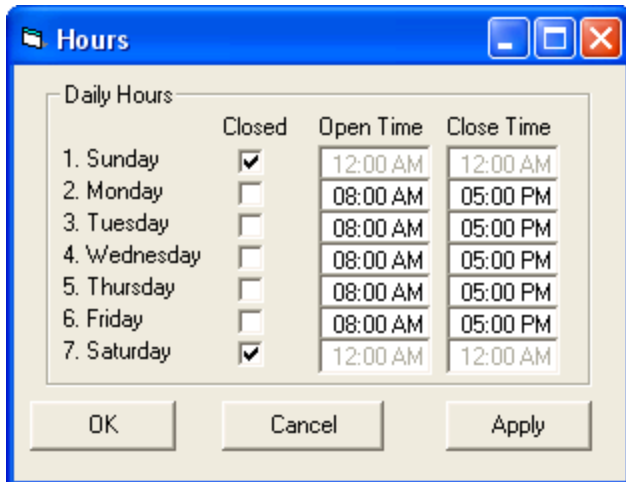 Hours
Daily Hours
Closed Open Time Close Time
1. Sunday 12:00 AM 12:00 AM
2. Monday 08:00 AM 05:00 PM
3. Tuesday 08:00 AM 05:00 PM
4. Wednesday 08:00 AM 05:00 PM
5. Thursday 08:00 AM 05:00 PM
6. Friday 08:00 AM 05:00 PM
7. Saturday 12:00 AM 12:00 AM
OK Cancel Apply